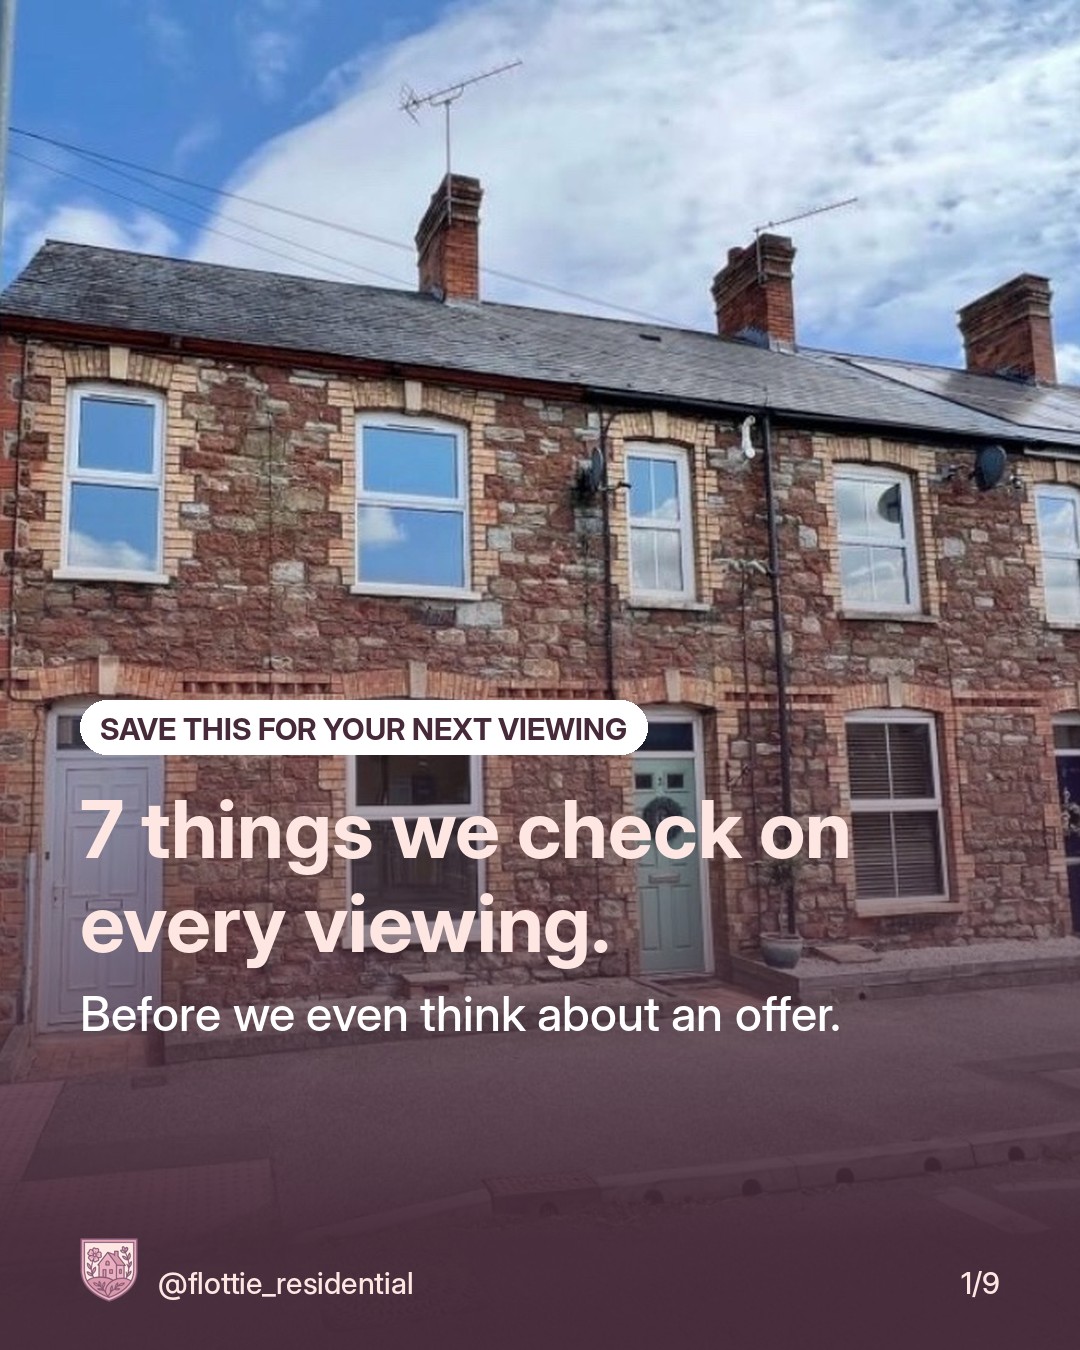 SAVE THIS FOR YOUR NEXT VIEWING
7 things we check on
every viewing.
Before we even think about an offer.
@flottie_residential
1/9